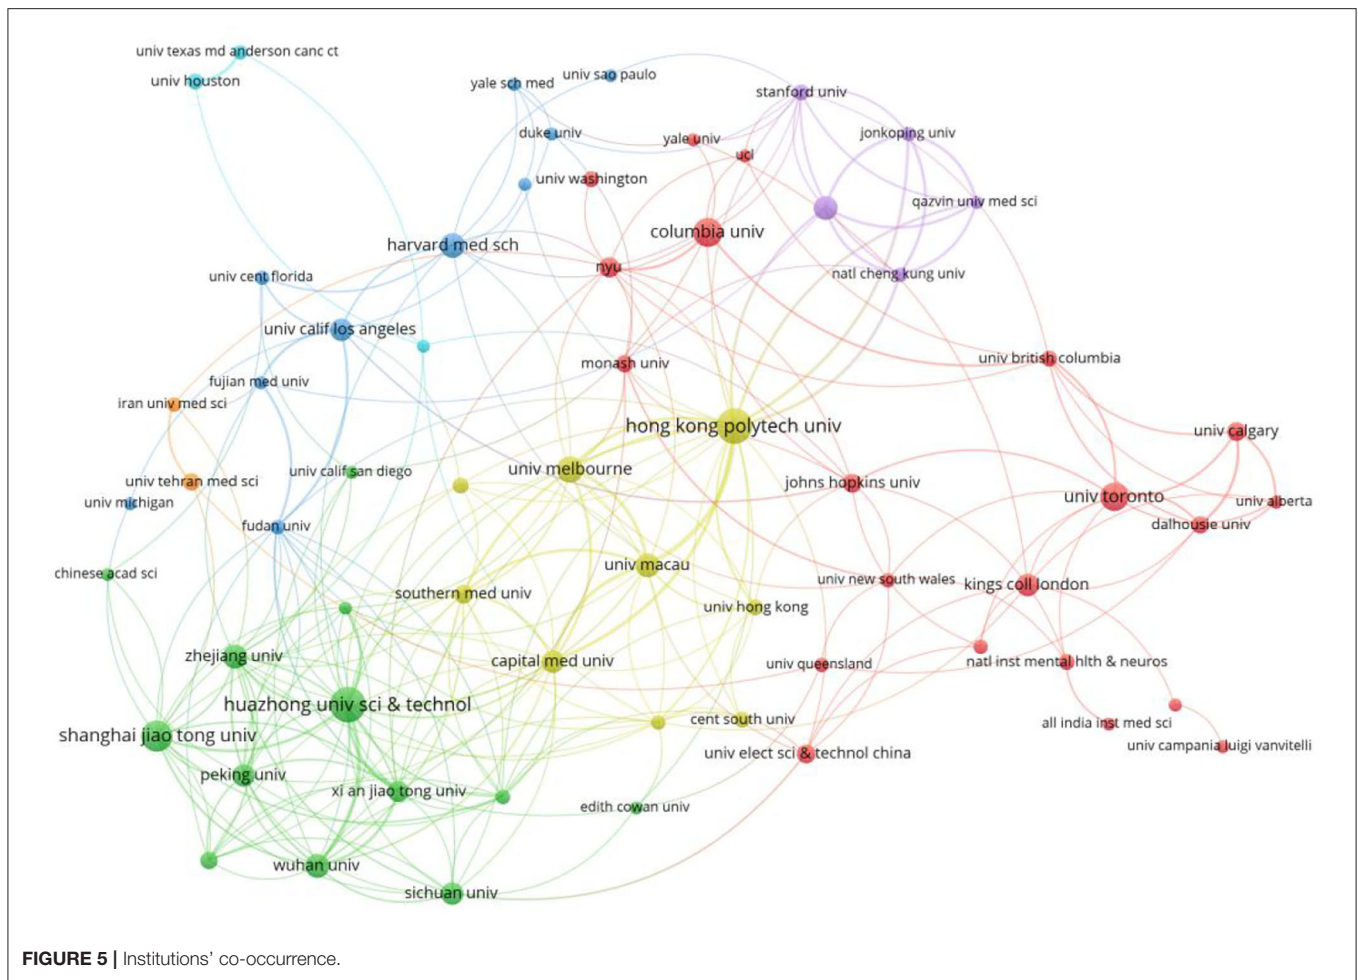 univ texas md anderson canc ct
univ houston
yale sch med
univ sao paulo
stanford univ
duke univ
yale univ
jonkoping univ
ucl
univ washington
qazvin univ med sci
columbia univ
harvard med sch
nyu
natl cheng kung univ
univ cent florida
univ calif los angeles
monash univ
univ british columbia
fujian med univ
iran univ med sci
hong kong polytech univ
univ calgary
univ melbourne
univ calif san diego
univ tehran med sci
johns hopkins univ
univ toronto
univ alberta
univ michigan
fudan univ
dalhousie univ
univ macau
chinese acad sci
univ new south wales
kings coll london
southern med univ
univ hong kong
zhejiang univ
capital med univ
univ queensland
natl inst mental hlth & neuros
huazhong univ sci & technol
cent south univ
all india inst med sci
shanghai jiao tong univ
univ elect sci & technol china
univ campania luigi vanvitelli
peking univ
xi an jiao tong univ
edith cowan univ
wuhan univ
sichuan univ
FIGURE 5 | Institutions' co-occurrence.